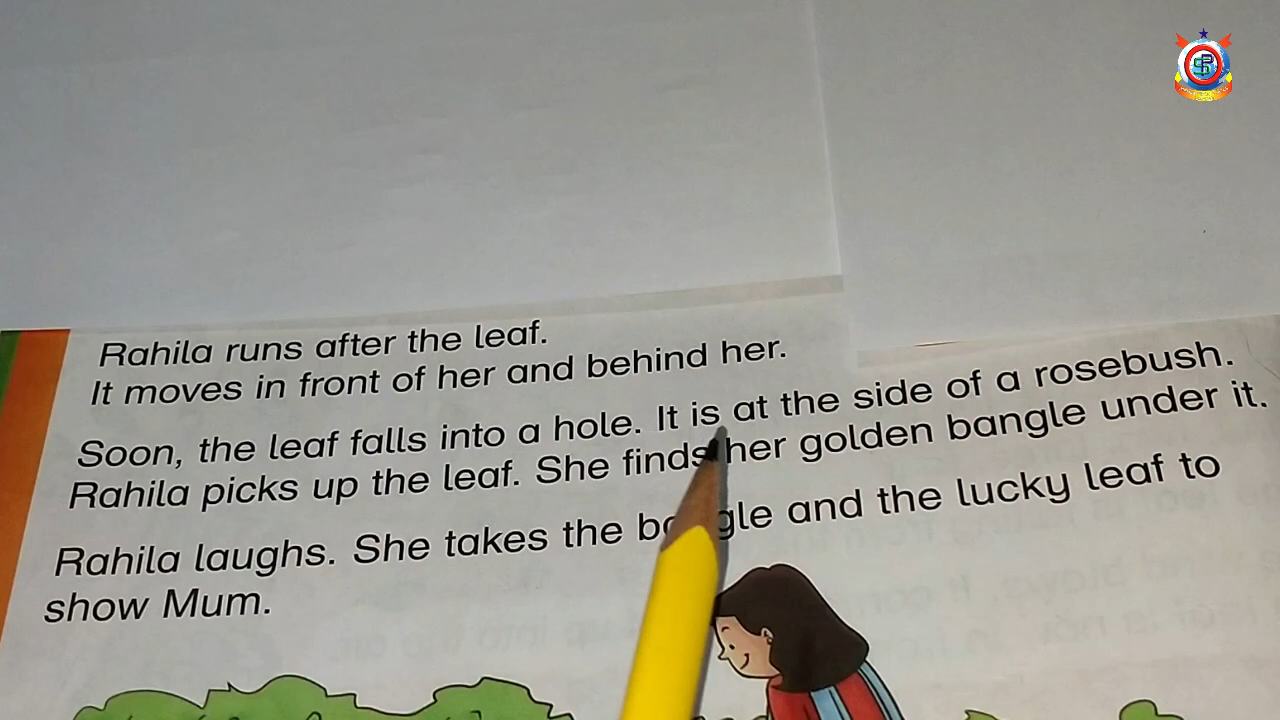 Rahila runs after the leaf.
It moves in front of her and behind her.
Soon, the leaf falls into a hole. It is at the side of a rosebush.
Rahila picks up the leaf. She finds her golden bangle under it.
Rahila laughs. She takes the bangle and the lucky leaf to
show Mum.